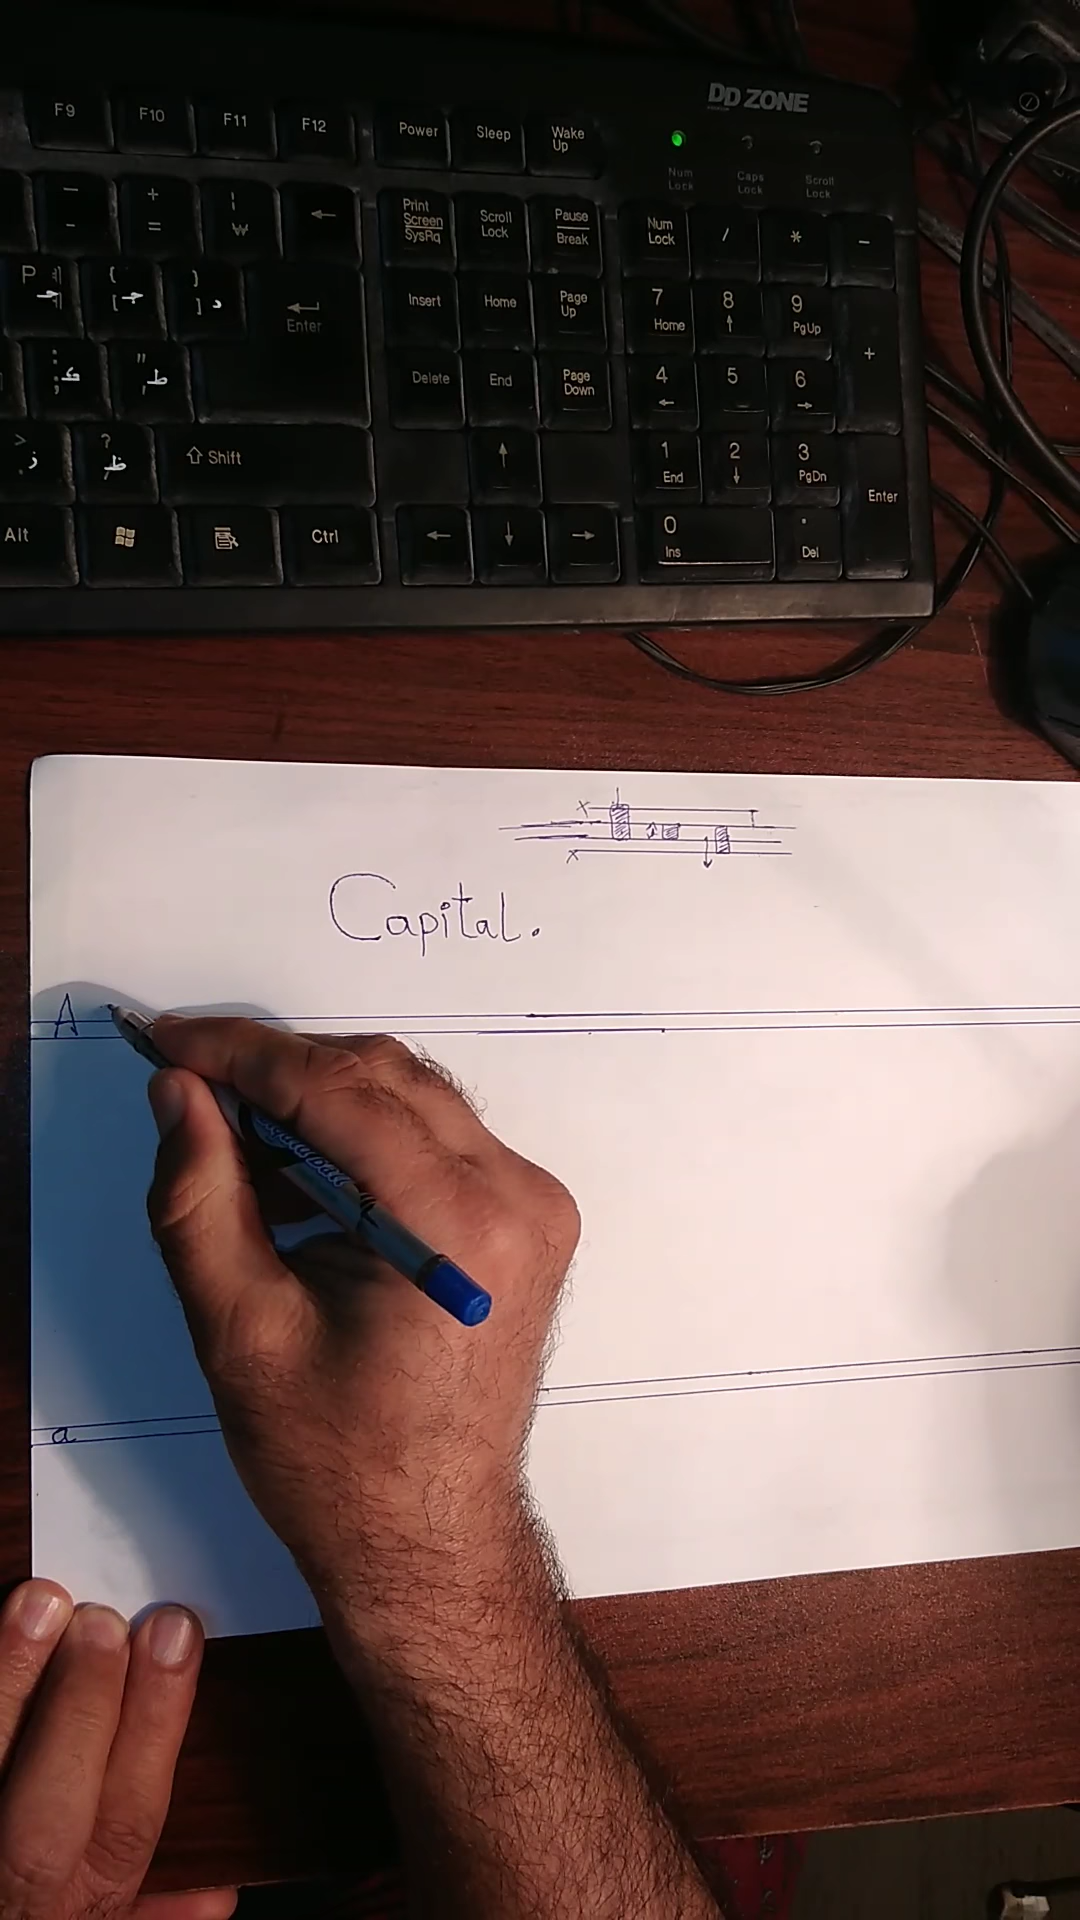 DD ZONE
F9 F10 F11 F12 Power Sleep Wake Up
Num Lock Caps Lock Scroll Lock
Print Screen SysRq Scroll Lock Pause Break Num Lock / * -
- - + = ←
P { [ } ] Enter Insert Home Page Up 7 Home 8 ↑ 9 PgUp +
: ; " ' ط Delete End Page Down 4 ← 5 6 →
> . ز ? / ظ Shift ↑ 1 End 2 ↓ 3 PgDn Enter
Alt Ctrl ← ↓ → 0 Ins . Del
x
x
Capital.
A
a